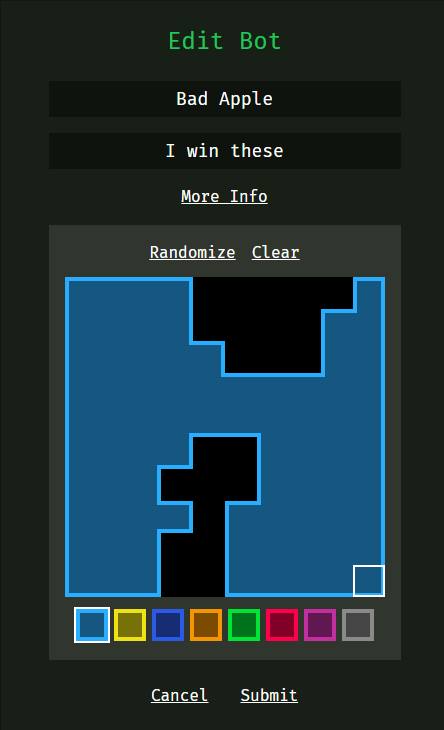 Edit Bot
Bad Apple
I win these
More Info
Randomize Clear
Cancel Submit